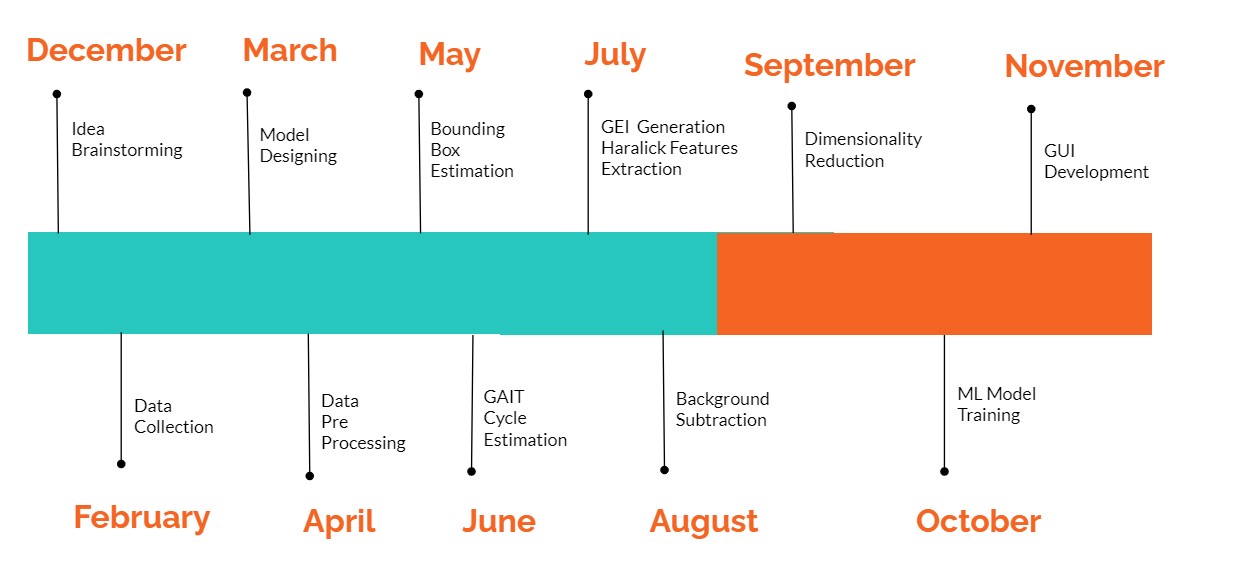 December
March
May
July
September
November
Idea
Brainstorming
Model
Designing
Bounding
Box
Estimation
GEI  Generation
Haralick Features
Extraction
Dimensionality
Reduction
GUI
Development
Data
Collection
Data
Pre
Processing
GAIT
Cycle
Estimation
Background
Subtraction
ML Model
Training
February
April
June
August
October